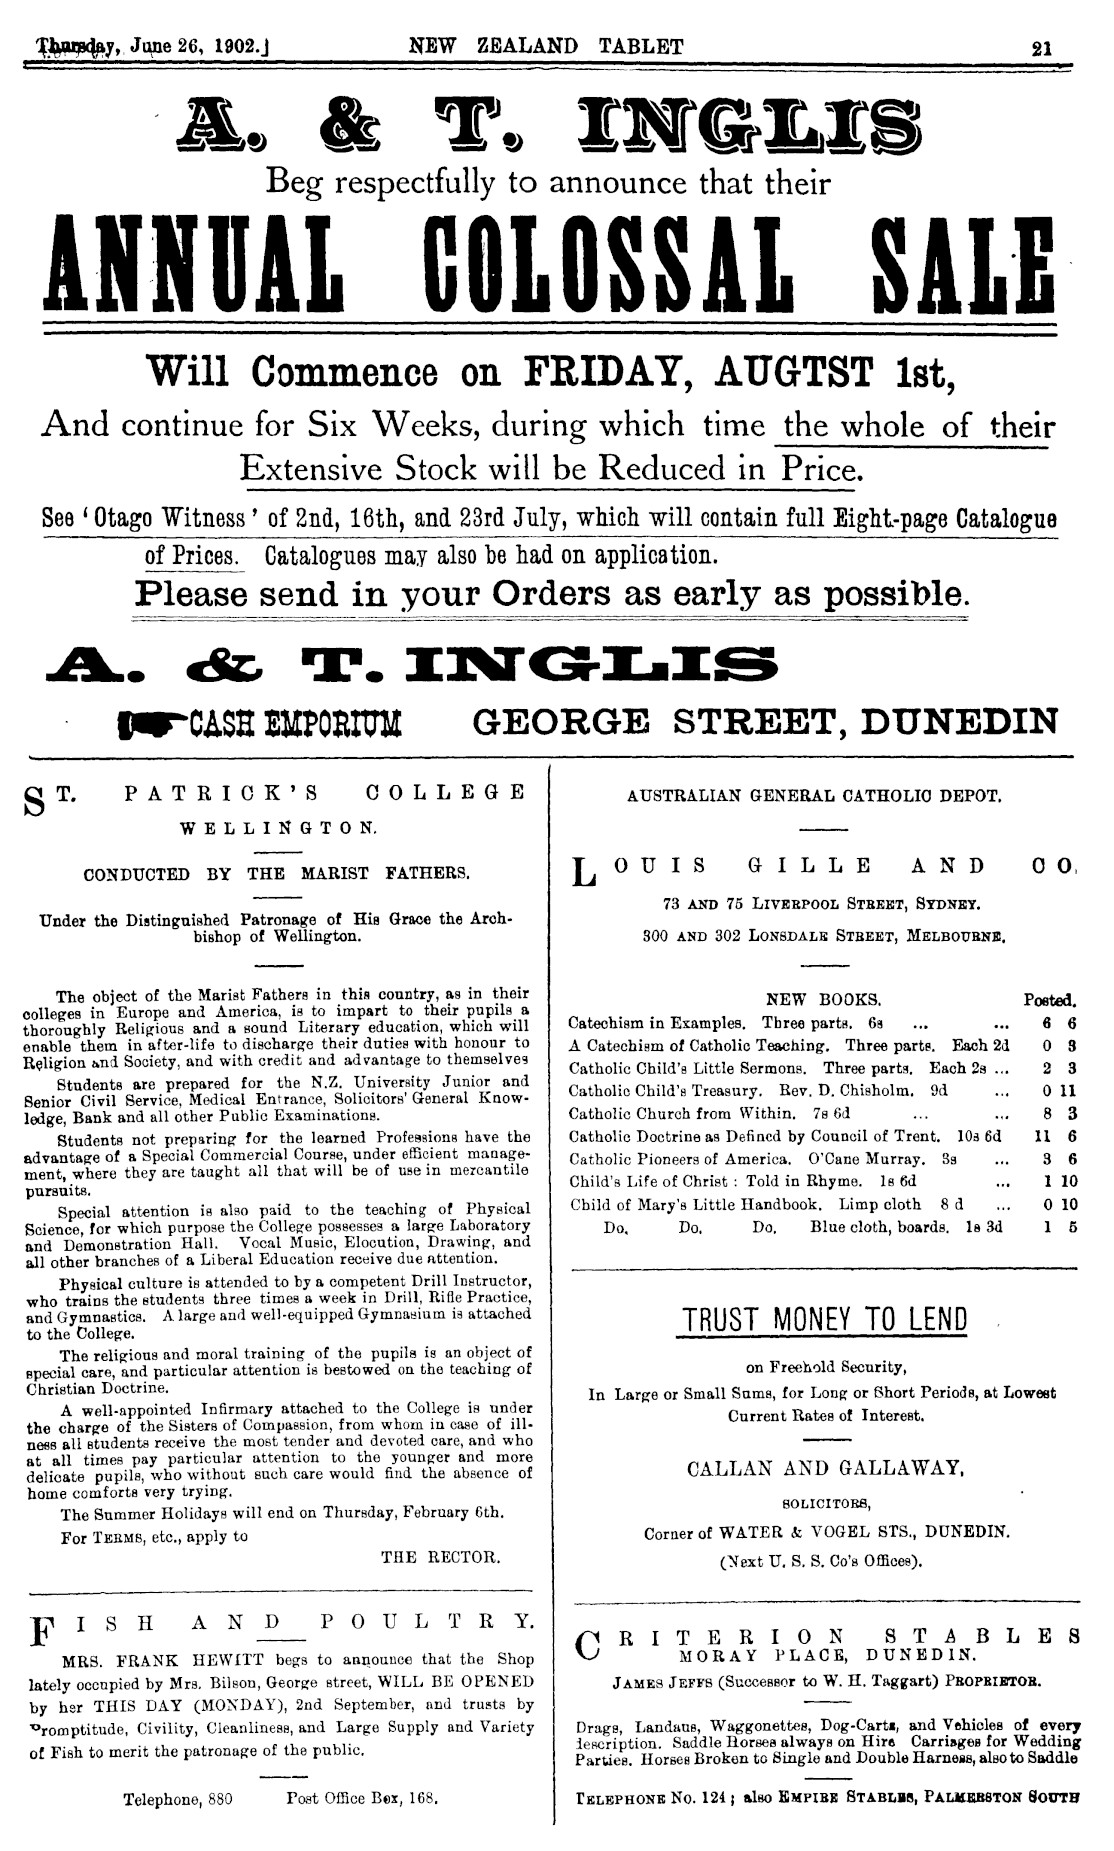 Thursday, June 26, 1902.] NEW ZEALAND TABLET 21
A. & T. INGLIS
Beg respectfully to announce that their
ANNUAL COLOSSAL SALE
Will Commence on FRIDAY, AUGTST 1st,
And continue for Six Weeks, during which time the whole of their
Extensive Stock will be Reduced in Price.
See ‘Otago Witness’ of 2nd, 16th, and 23rd July, which will contain full Eight-page Catalogue
of Prices. Catalogues may also be had on application.
Please send in your Orders as early as possible.
A. & T. INGLIS
CASH EMPORIUM GEORGE STREET, DUNEDIN
ST. PATRICK'S COLLEGE
WELLINGTON.
CONDUCTED BY THE MARIST FATHERS.
Under the Distinguished Patronage of His Grace the Arch-
bishop of Wellington.
The object of the Marist Fathers in this country, as in their
colleges in Europe and America, is to impart to their pupils a
thoroughly Religious and a sound Literary education, which will
enable them in after-life to discharge their duties with honour to
Religion and Society, and with credit and advantage to themselves
Students are prepared for the N.Z. University Junior and
Senior Civil Service, Medical Entrance, Solicitors' General Know-
ledge, Bank and all other Public Examinations.
Students not preparing for the learned Professions have the
advantage of a Special Commercial Course, under efficient manage-
ment, where they are taught all that will be of use in mercantile
pursuits.
Special attention is also paid to the teaching of Physical
Science, for which purpose the College possesses a large Laboratory
and Demonstration Hall. Vocal Music, Elocution, Drawing, and
all other branches of a Liberal Education receive due attention.
Physical culture is attended to by a competent Drill Instructor,
who trains the students three times a week in Drill, Rifle Practice,
and Gymnastics. A large and well-equipped Gymnasium is attached
to the College.
The religious and moral training of the pupils is an object of
special care, and particular attention is bestowed on the teaching of
Christian Doctrine.
A well-appointed Infirmary attached to the College is under
the charge of the Sisters of Compassion, from whom in case of ill-
ness all students receive the most tender and devoted care, and who
at all times pay particular attention to the younger and more
delicate pupils, who without such care would find the absence of
home comforts very trying.
The Summer Holidays will end on Thursday, February 6th.
For TERMS, etc., apply to
THE RECTOR.
FISH AND POULTRY.
MRS. FRANK HEWITT begs to announce that the Shop
lately occupied by Mrs. Bilson, George street, WILL BE OPENED
by her THIS DAY (MONDAY), 2nd September, and trusts by
Promptitude, Civility, Cleanliness, and Large Supply and Variety
of Fish to merit the patronage of the public.
Telephone, 880 Post Office Box, 168.
AUSTRALIAN GENERAL CATHOLIC DEPOT.
LOUIS GILLE AND CO.
73 AND 75 LIVERPOOL STREET, SYDNEY.
300 AND 302 LONSDALE STREET, MELBOURNE.
NEW BOOKS. Posted.
Catechism in Examples. Three parts. 6s ... ... 6 6
A Catechism of Catholic Teaching. Three parts. Each 2d 0 3
Catholic Child's Little Sermons. Three parts. Each 2s ... 2 3
Catholic Child's Treasury. Rev. D. Chisholm. 9d ... 0 11
Catholic Church from Within. 7s 6d ... ... 8 3
Catholic Doctrine as Defined by Council of Trent. 10s 6d 11 6
Catholic Pioneers of America. O'Cane Murray. 3s ... 3 6
Child's Life of Christ : Told in Rhyme. 1s 6d ... 1 10
Child of Mary's Little Handbook. Limp cloth 8 d ... 0 10
Do. Do. Do. Blue cloth, boards. 1s 3d 1 5
TRUST MONEY TO LEND
on Freehold Security,
In Large or Small Sums, for Long or Short Periods, at Lowest
Current Rates of Interest.
CALLAN AND GALLAWAY,
SOLICITORS,
Corner of WATER & VOGEL STS., DUNEDIN.
(Next U. S. S. Co's Offices).
CRITERION STABLES
MORAY PLACE, DUNEDIN.
JAMES JEFFS (Successor to W. H. Taggart) PROPRIETOR.
Drags, Landaus, Waggonettes, Dog-Carts, and Vehicles of every
description. Saddle Horses always on Hire Carriages for Wedding
Parties. Horses Broken to Single and Double Harness, also to Saddle
TELEPHONE No. 124; also EMPIRE STABLES, PALMERSTON SOUTH